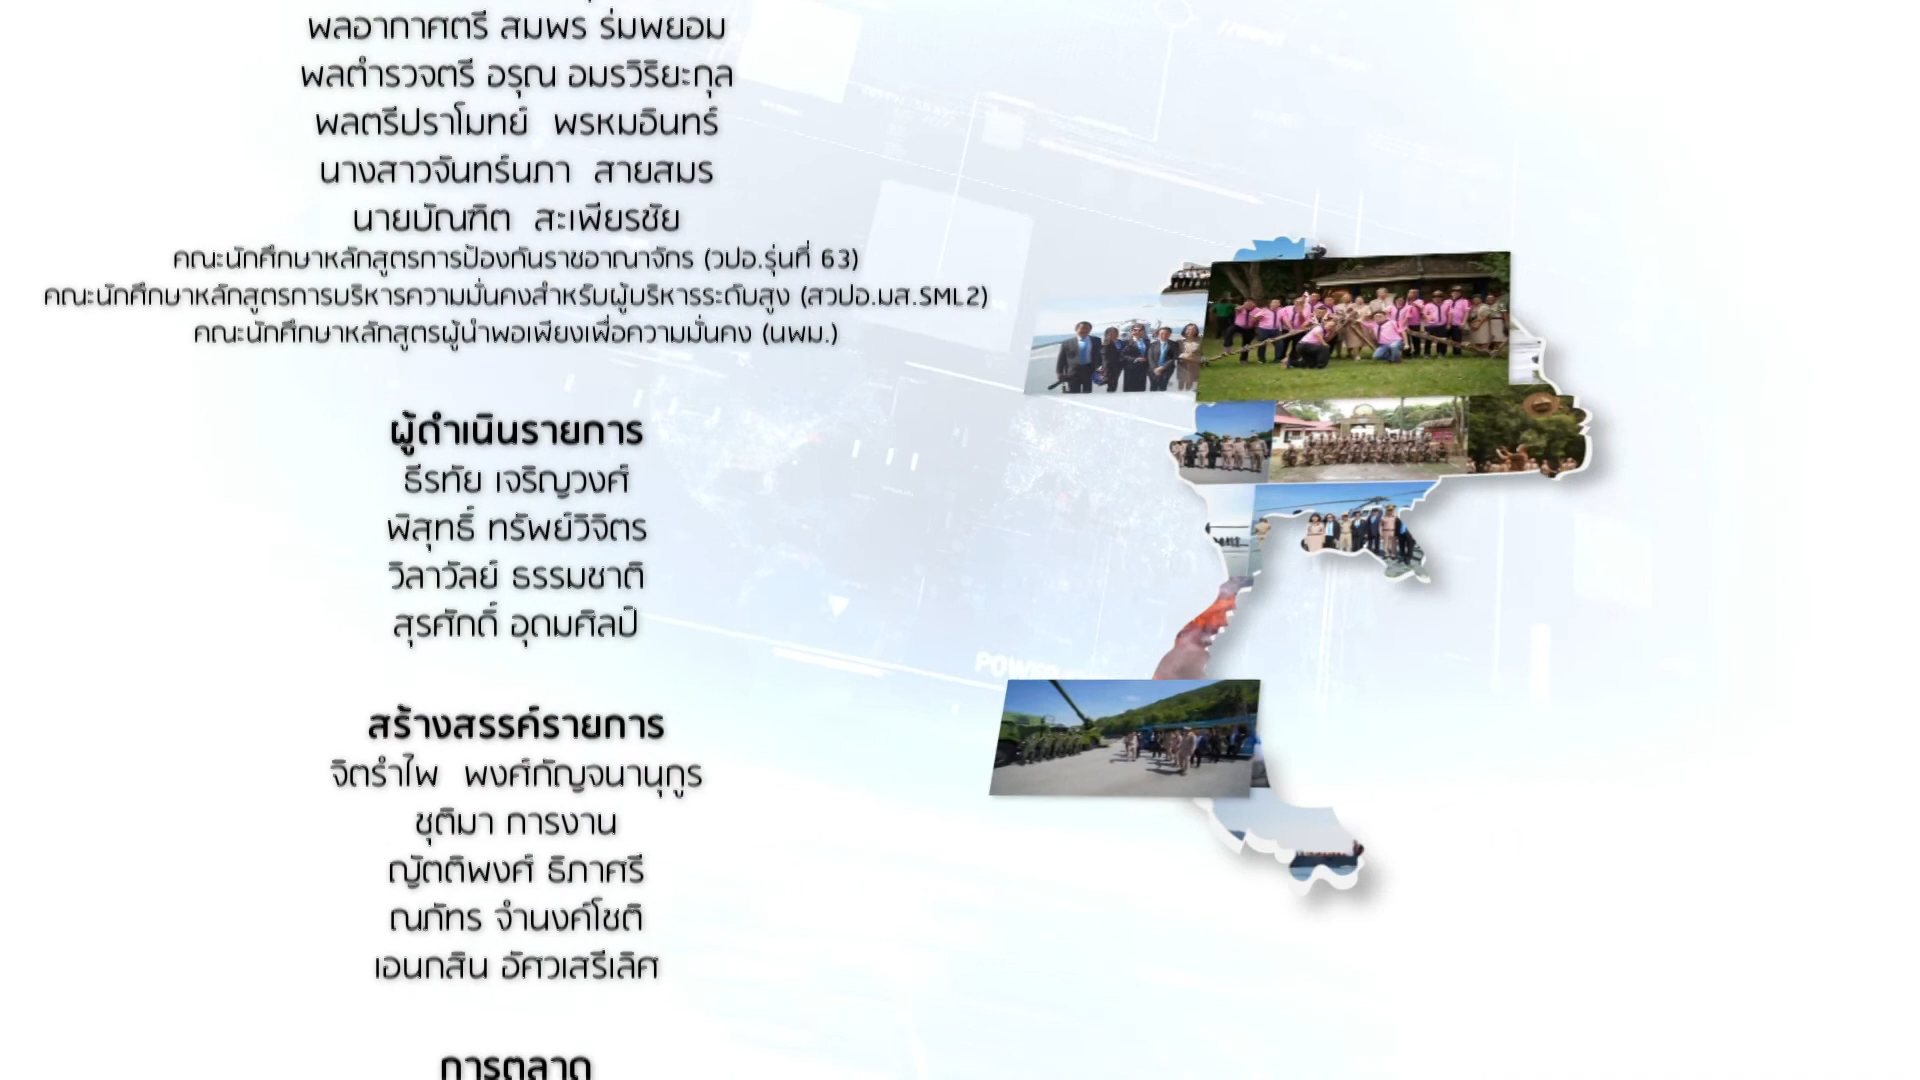 พลอากาศตรี สมพร ร่มพยอม
พลตำรวจตรี อรุณ อมรวิริยะกุล
พลตรีปราโมทย์ พรหมอินทร์
นางสาวจันทร์นภา สายสมร
นายบัณฑิต สะเพียรชัย
คณะนักศึกษาหลักสูตรการป้องกันราชอาณาจักร (วปอ.รุ่นที่ 63)
คณะนักศึกษาหลักสูตรการบริหารความมั่นคงสำหรับผู้บริหารระดับสูง (สวปอ.มส.SML2)
คณะนักศึกษาหลักสูตรผู้นำพอเพียงเพื่อความมั่นคง (นพม.)
ผู้ดำเนินรายการ
ธีรทัย เจริญวงศ์
พิสุทธิ์ ทรัพย์วิจิตร
วิลาวัลย์ ธรรมชาติ
สุรศักดิ์ อุดมศิลป์
สร้างสรรค์รายการ
จิตรำไพ พงศ์กัญจนานุกูร
ชุติมา การงาน
ญัตติพงศ์ ธิภาศรี
ณภัทร จำนงค์โชติ
เอนกสิน อัศวเสรีเลิศ
การตลาด